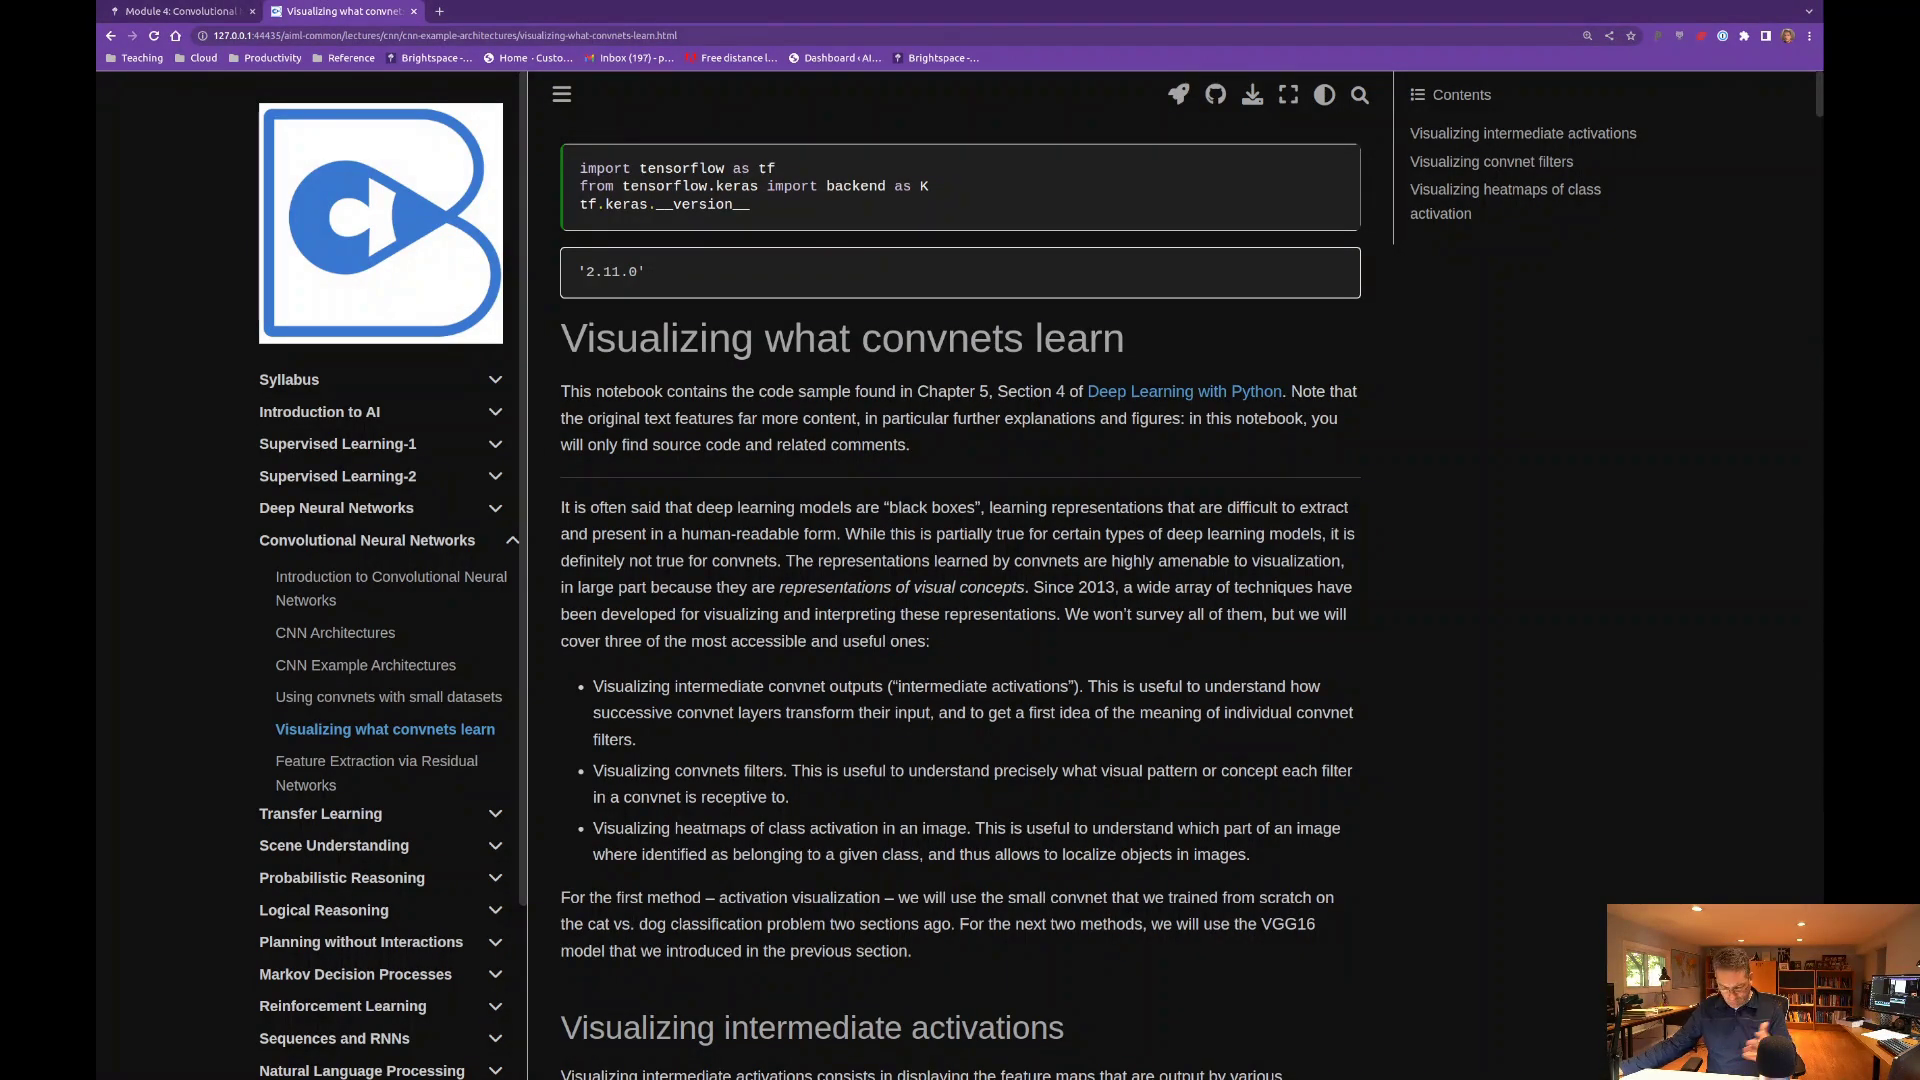 Module 4: Convolutional
Visualizing what convnet
127.0.0.1:44435/aiml-common/lectures/cnn/cnn-example-architectures/visualizing-what-convnets-learn.html
Teaching
Cloud
Productivity
Reference
Brightspace -...
Home - Custo...
Inbox (197) - p...
Free distance l...
Dashboard ‹ AI...
Brightspace -...
Syllabus
Introduction to AI
Supervised Learning-1
Supervised Learning-2
Deep Neural Networks
Convolutional Neural Networks
Introduction to Convolutional Neural
Networks
CNN Architectures
CNN Example Architectures
Using convnets with small datasets
Visualizing what convnets learn
Feature Extraction via Residual
Networks
Transfer Learning
Scene Understanding
Probabilistic Reasoning
Logical Reasoning
Planning without Interactions
Markov Decision Processes
Reinforcement Learning
Sequences and RNNs
Natural Language Processing
import tensorflow as tf
from tensorflow.keras import backend as K
tf.keras.__version__
'2.11.0'
Visualizing what convnets learn
This notebook contains the code sample found in Chapter 5, Section 4 of Deep Learning with Python. Note that
the original text features far more content, in particular further explanations and figures: in this notebook, you
will only find source code and related comments.
It is often said that deep learning models are “black boxes”, learning representations that are difficult to extract
and present in a human-readable form. While this is partially true for certain types of deep learning models, it is
definitely not true for convnets. The representations learned by convnets are highly amenable to visualization,
in large part because they are representations of visual concepts. Since 2013, a wide array of techniques have
been developed for visualizing and interpreting these representations. We won’t survey all of them, but we will
cover three of the most accessible and useful ones:
• Visualizing intermediate convnet outputs (“intermediate activations”). This is useful to understand how
successive convnet layers transform their input, and to get a first idea of the meaning of individual convnet
filters.
• Visualizing convnets filters. This is useful to understand precisely what visual pattern or concept each filter
in a convnet is receptive to.
• Visualizing heatmaps of class activation in an image. This is useful to understand which part of an image
where identified as belonging to a given class, and thus allows to localize objects in images.
For the first method – activation visualization – we will use the small convnet that we trained from scratch on
the cat vs. dog classification problem two sections ago. For the next two methods, we will use the VGG16
model that we introduced in the previous section.
Visualizing intermediate activations
Visualizing intermediate activations consists in displaying the feature maps that are output by various
Contents
Visualizing intermediate activations
Visualizing convnet filters
Visualizing heatmaps of class
activation